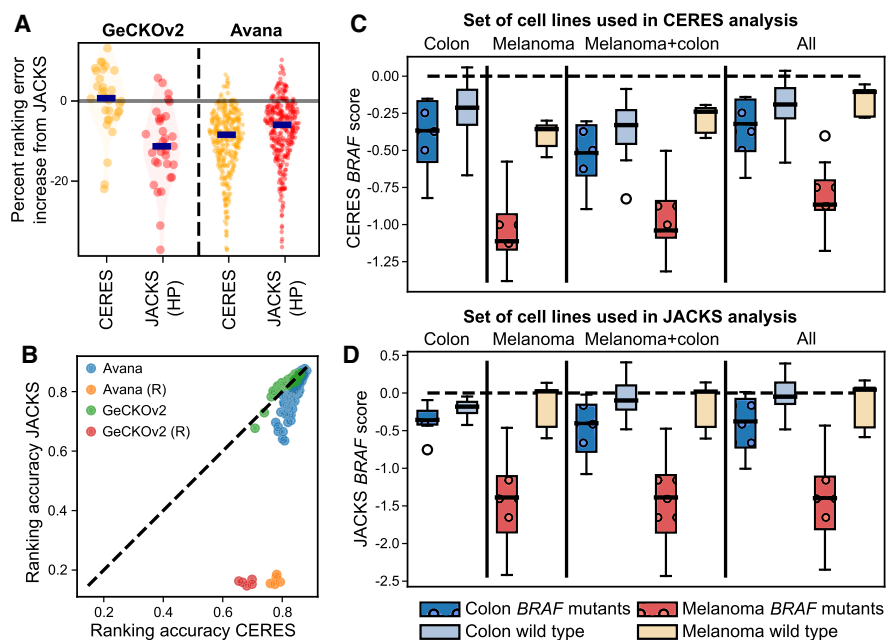 A
GeCKOv2 Avana
Percent ranking error
increase from JACKS
0
-20
CERES
JACKS
(HP)
CERES
JACKS
(HP)
B
Avana
Avana (R)
GeCKOv2
GeCKOv2 (R)
Ranking accuracy JACKS
0.8
0.6
0.4
0.2
0.2 0.4 0.6 0.8
Ranking accuracy CERES
C
Set of cell lines used in CERES analysis
Colon Melanoma Melanoma+colon All
CERES BRAF score
0.00
-0.25
-0.50
-0.75
-1.00
-1.25
Set of cell lines used in JACKS analysis
D
Colon Melanoma Melanoma+colon All
JACKS BRAF score
0.5
0.0
-0.5
-1.0
-1.5
-2.0
-2.5
Colon BRAF mutants
Melanoma BRAF mutants
Colon wild type
Melanoma wild type